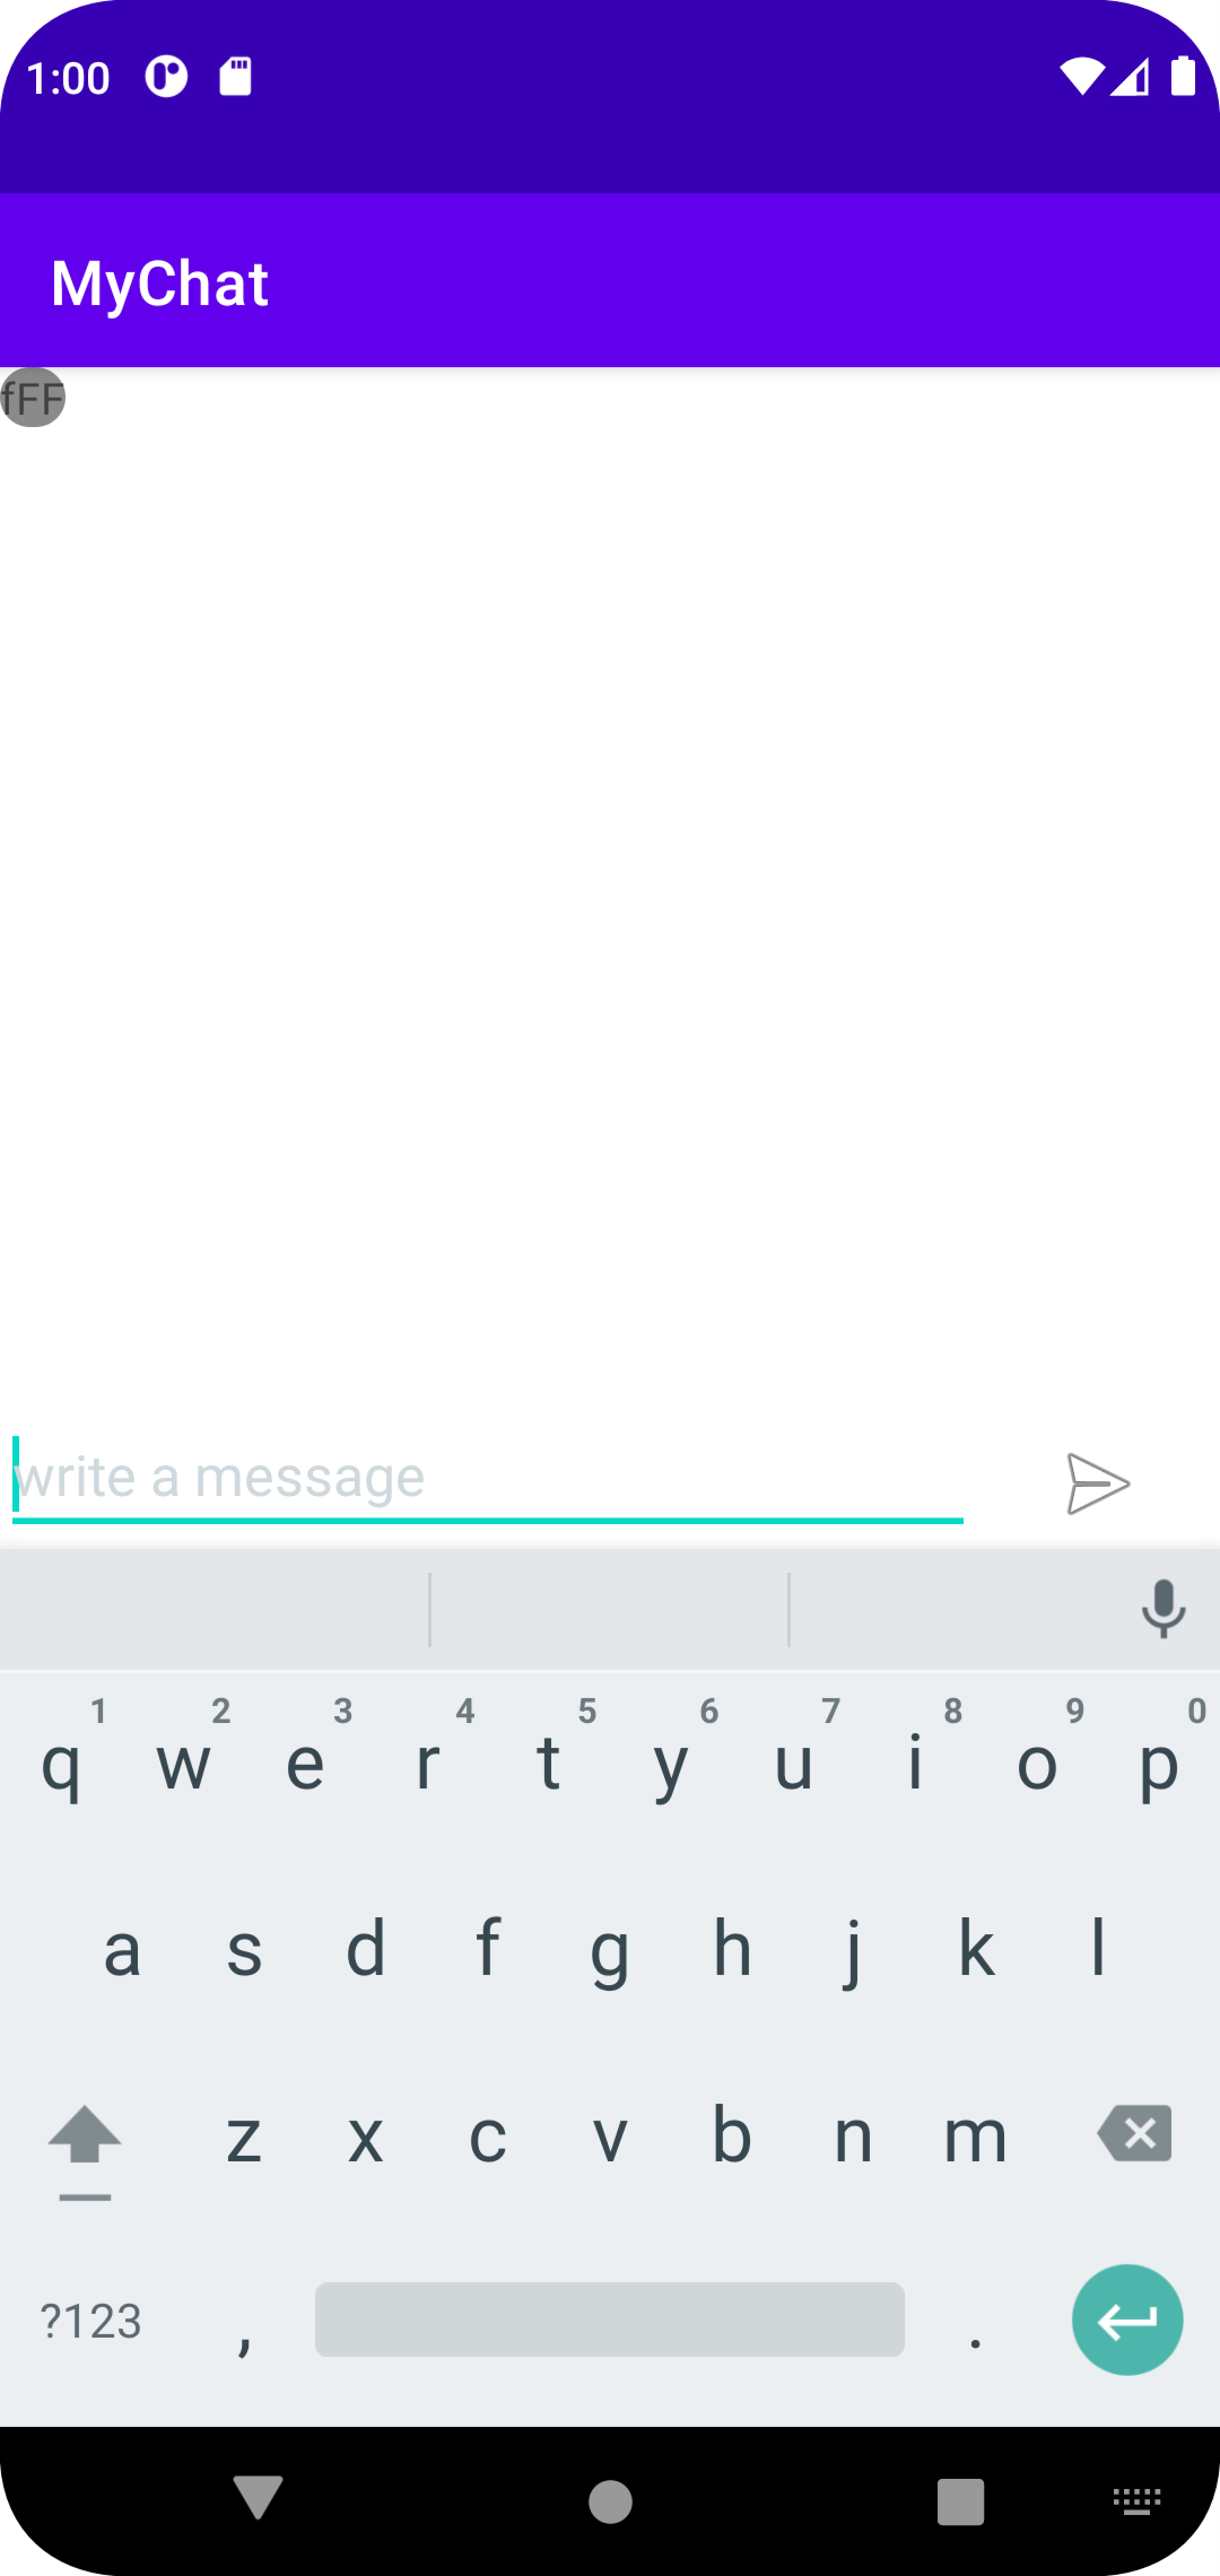 1:00
MyChat
fFF
write a message
1 2 3 4 5 6 7 8 9 0
q w e r t y u i o p
a s d f g h j k l
z x c v b n m
?123 , .